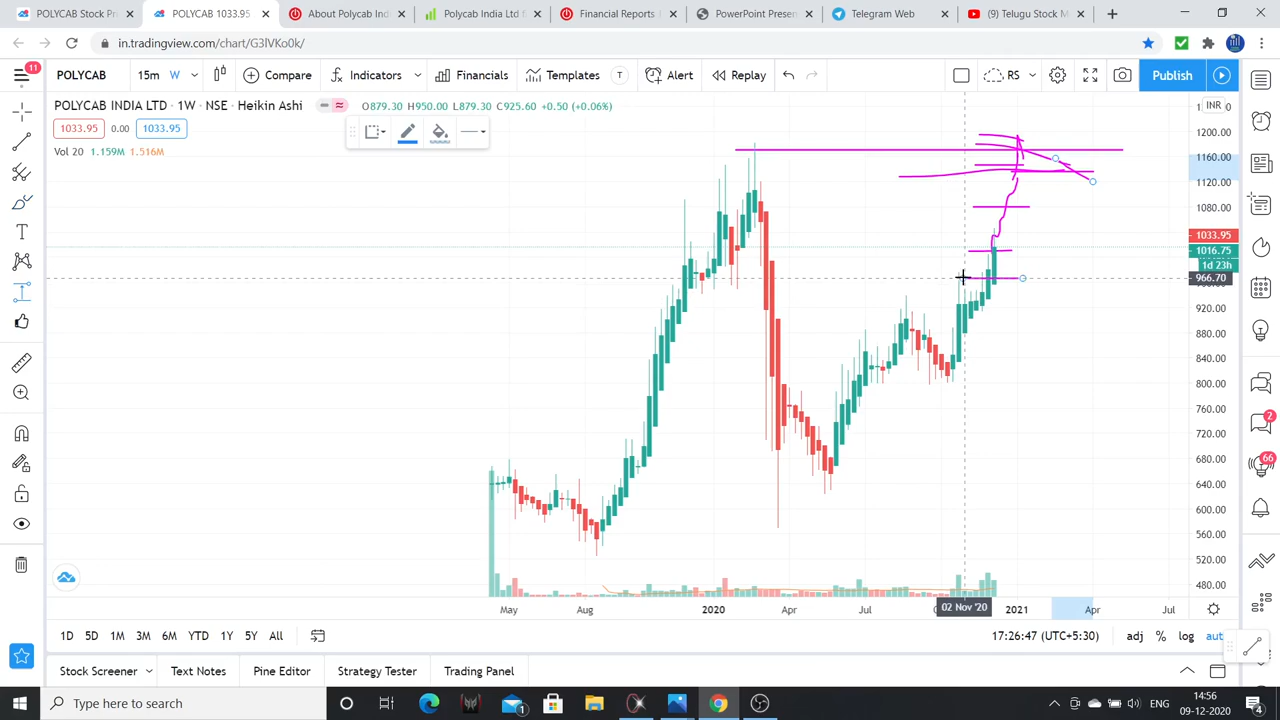 POLYCAB Stock Pri
POLYCAB 1033.95
About Polycab Indi
Polycab India Ltd f
Financial Reports |
PowerPoint Presen
Telegram Web
(9) Telugu Stock M
in.tradingview.com/chart/G3lVKo0k/
11
POLYCAB
15m W
Compare
Indicators
Financials
Templates
T
Alert
Replay
RS
Publish
POLYCAB INDIA LTD · 1W · NSE · Heikin Ashi
O879.30 H950.00 L879.30 C925.60 +0.50 (+0.06%)
INR
1033.95 0.00 1033.95
Vol 20 1.159M 1.516M
1200.00
1160.00
1120.00
1080.00
1033.95
1016.75
1d 23h
966.70
920.00
880.00
840.00
800.00
760.00
720.00
680.00
640.00
600.00
560.00
520.00
480.00
2
66
May Aug 2020 Apr Jul 02 Nov '20 2021 Apr Jul
1D 5D 1M 3M 6M YTD 1Y 5Y All
17:26:47 (UTC+5:30) adj % log aut
Stock Screener Text Notes Pine Editor Strategy Tester Trading Panel
Type here to search
1
ENG
14:56
09-12-2020
4